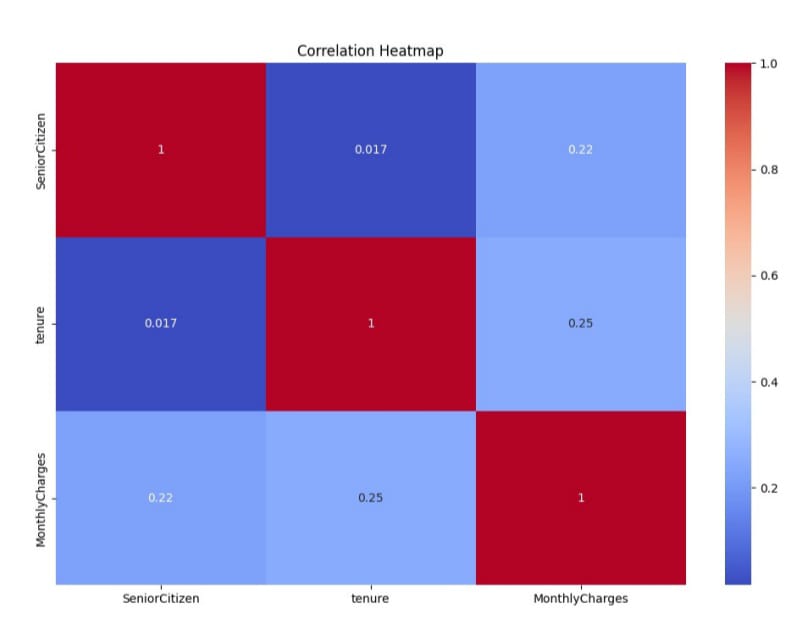 Correlation Heatmap
SeniorCitizen
1
0.017
0.22
tenure
0.017
1
0.25
MonthlyCharges
0.22
0.25
1
SeniorCitizen
tenure
MonthlyCharges
1.0
0.8
0.6
0.4
0.2